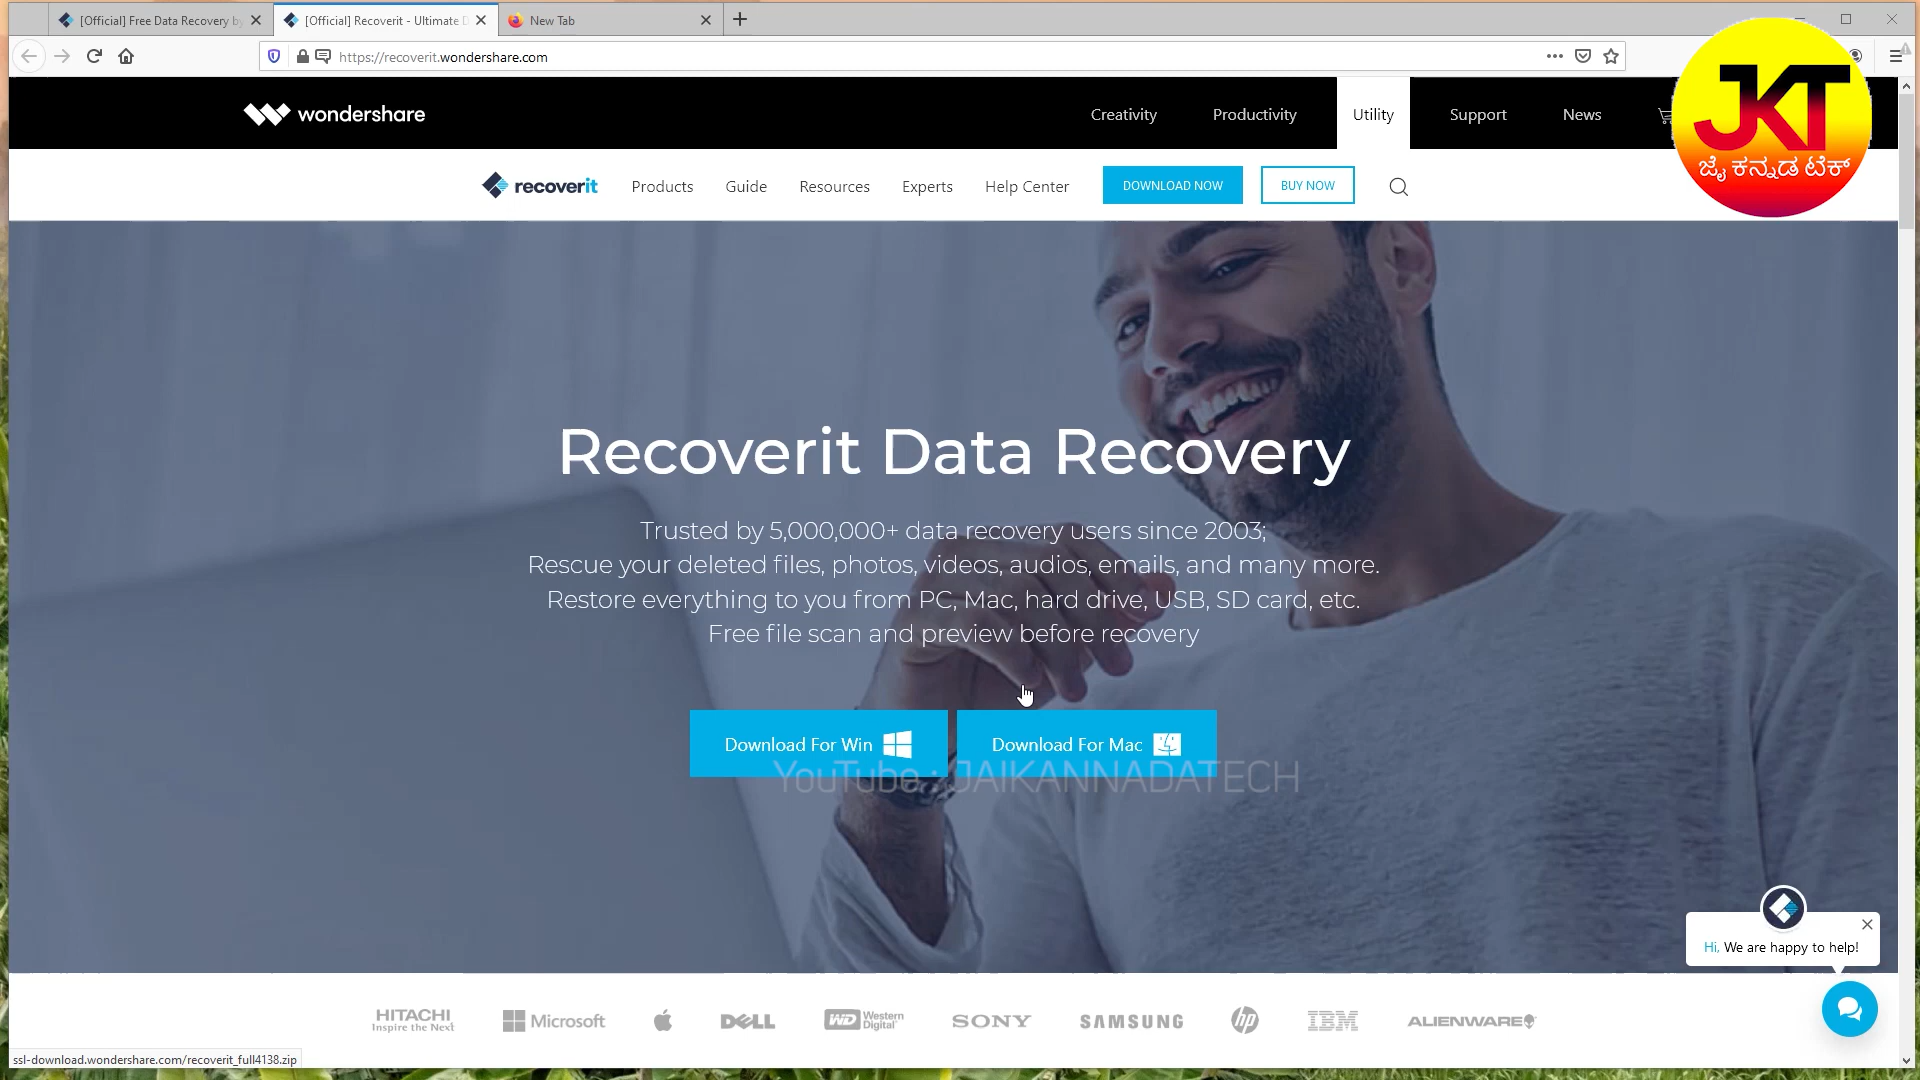 [Official] Free Data Recovery by
[Official] Recoverit - Ultimate D
New Tab
https://recoverit.wondershare.com
wondershare
Creativity
Productivity
Utility
Support
News
JKT
ಜೈ ಕನ್ನಡ ಟೆಕ್
recoverit
Products
Guide
Resources
Experts
Help Center
DOWNLOAD NOW
BUY NOW
Recoverit Data Recovery
Trusted by 5,000,000+ data recovery users since 2003;
Rescue your deleted files, photos, videos, audios, emails, and many more.
Restore everything to you from PC, Mac, hard drive, USB, SD card, etc.
Free file scan and preview before recovery
Download For Win
Download For Mac
YouTube : JAIKANNADATECH
Hi, We are happy to help!
HITACHI
Inspire the Next
Microsoft
DELL
WD Western Digital
SONY
SAMSUNG
hp
IBM
ALIENWARE
ssl-download.wondershare.com/recoverit_full4138.zip